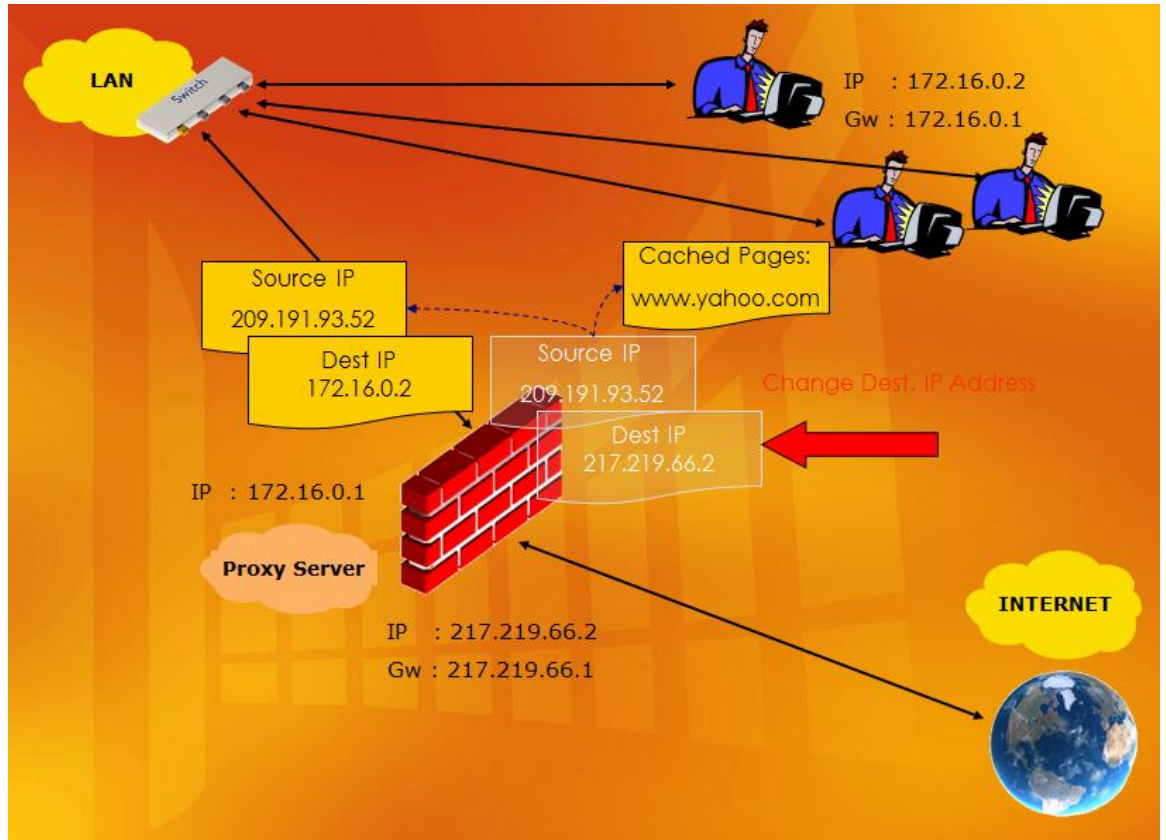 LAN
Switch
IP : 172.16.0.2
Gw : 172.16.0.1
Cached Pages:
www.yahoo.com
Source IP
209.191.93.52
Dest IP
172.16.0.2
Source IP
209.191.93.52
Dest IP
217.219.66.2
Change Dest. IP Address
IP : 172.16.0.1
Proxy Server
IP : 217.219.66.2
Gw : 217.219.66.1
INTERNET